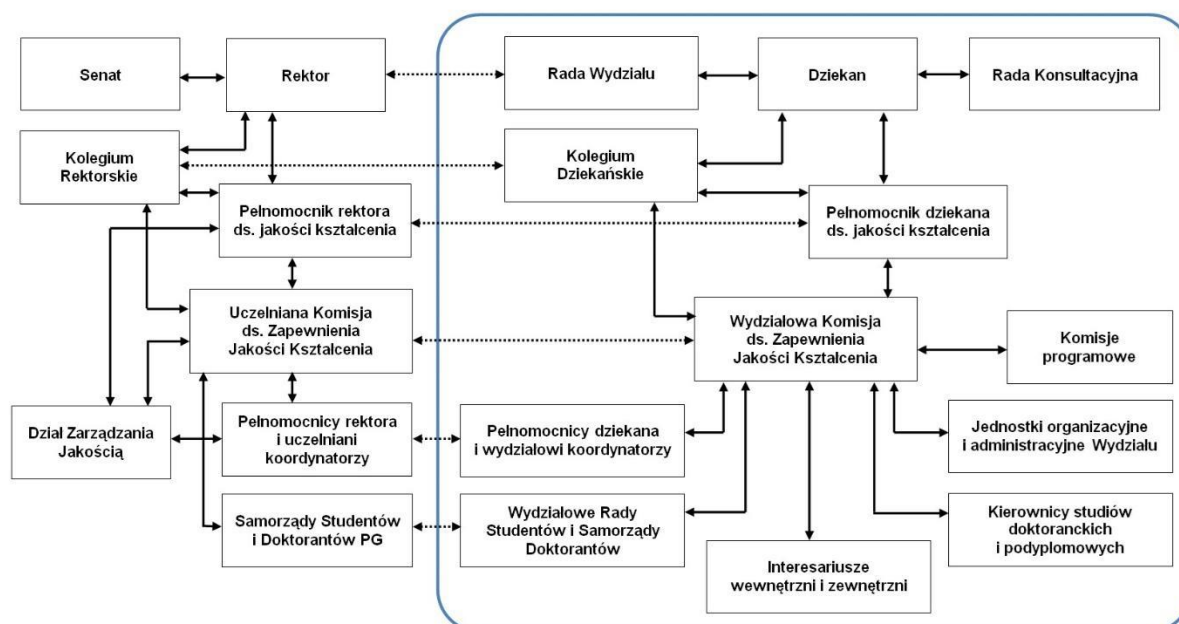 Senat
Rektor
Rada Wydziału
Dziekan
Rada Konsultacyjna
Kolegium
Rektorskie
Kolegium
Dziekańskie
Pełnomocnik rektora
ds. jakości kształcenia
Pełnomocnik dziekana
ds. jakości kształcenia
Uczelniana Komisja
ds. Zapewnienia
Jakości Kształcenia
Wydziałowa Komisja
ds. Zapewnienia
Jakości Kształcenia
Komisje
programowe
Dział Zarządzania
Jakością
Pełnomocnicy rektora
i uczelniani
koordynatorzy
Pełnomocnicy dziekana
i wydziałowi koordynatorzy
Jednostki organizacyjne
i administracyjne Wydziału
Samorządy Studentów
i Doktorantów PG
Wydziałowe Rady
Studentów i Samorządy
Doktorantów
Interesariusze
wewnętrzni i zewnętrzni
Kierownicy studiów
doktoranckich
i podyplomowych